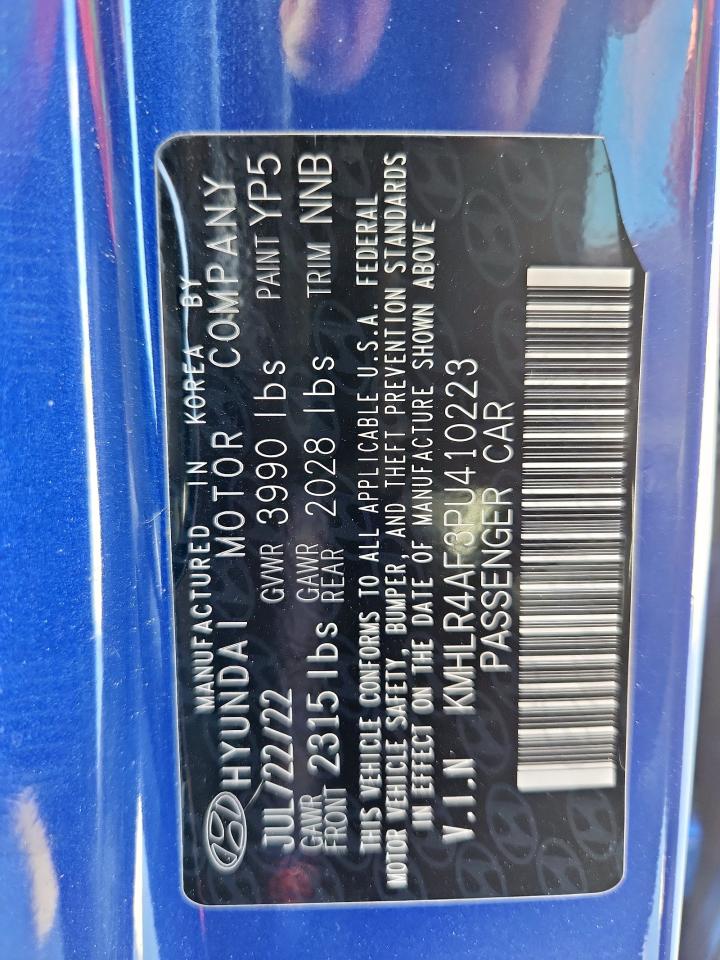 MANUFACTURED IN KOREA BY
HYUNDAI MOTOR COMPANY
JUL/22/22 GVWR 3990 lbs PAINT YP5
GAWR FRONT 2315 lbs GAWR REAR 2028 lbs TRIM NNB
THIS VEHICLE CONFORMS TO ALL APPLICABLE U.S.A. FEDERAL
MOTOR VEHICLE SAFETY, BUMPER, AND THEFT PREVENTION STANDARDS
IN EFFECT ON THE DATE OF MANUFACTURE SHOWN ABOVE
V.I.N KMHLR4AF3PU410223
PASSENGER CAR